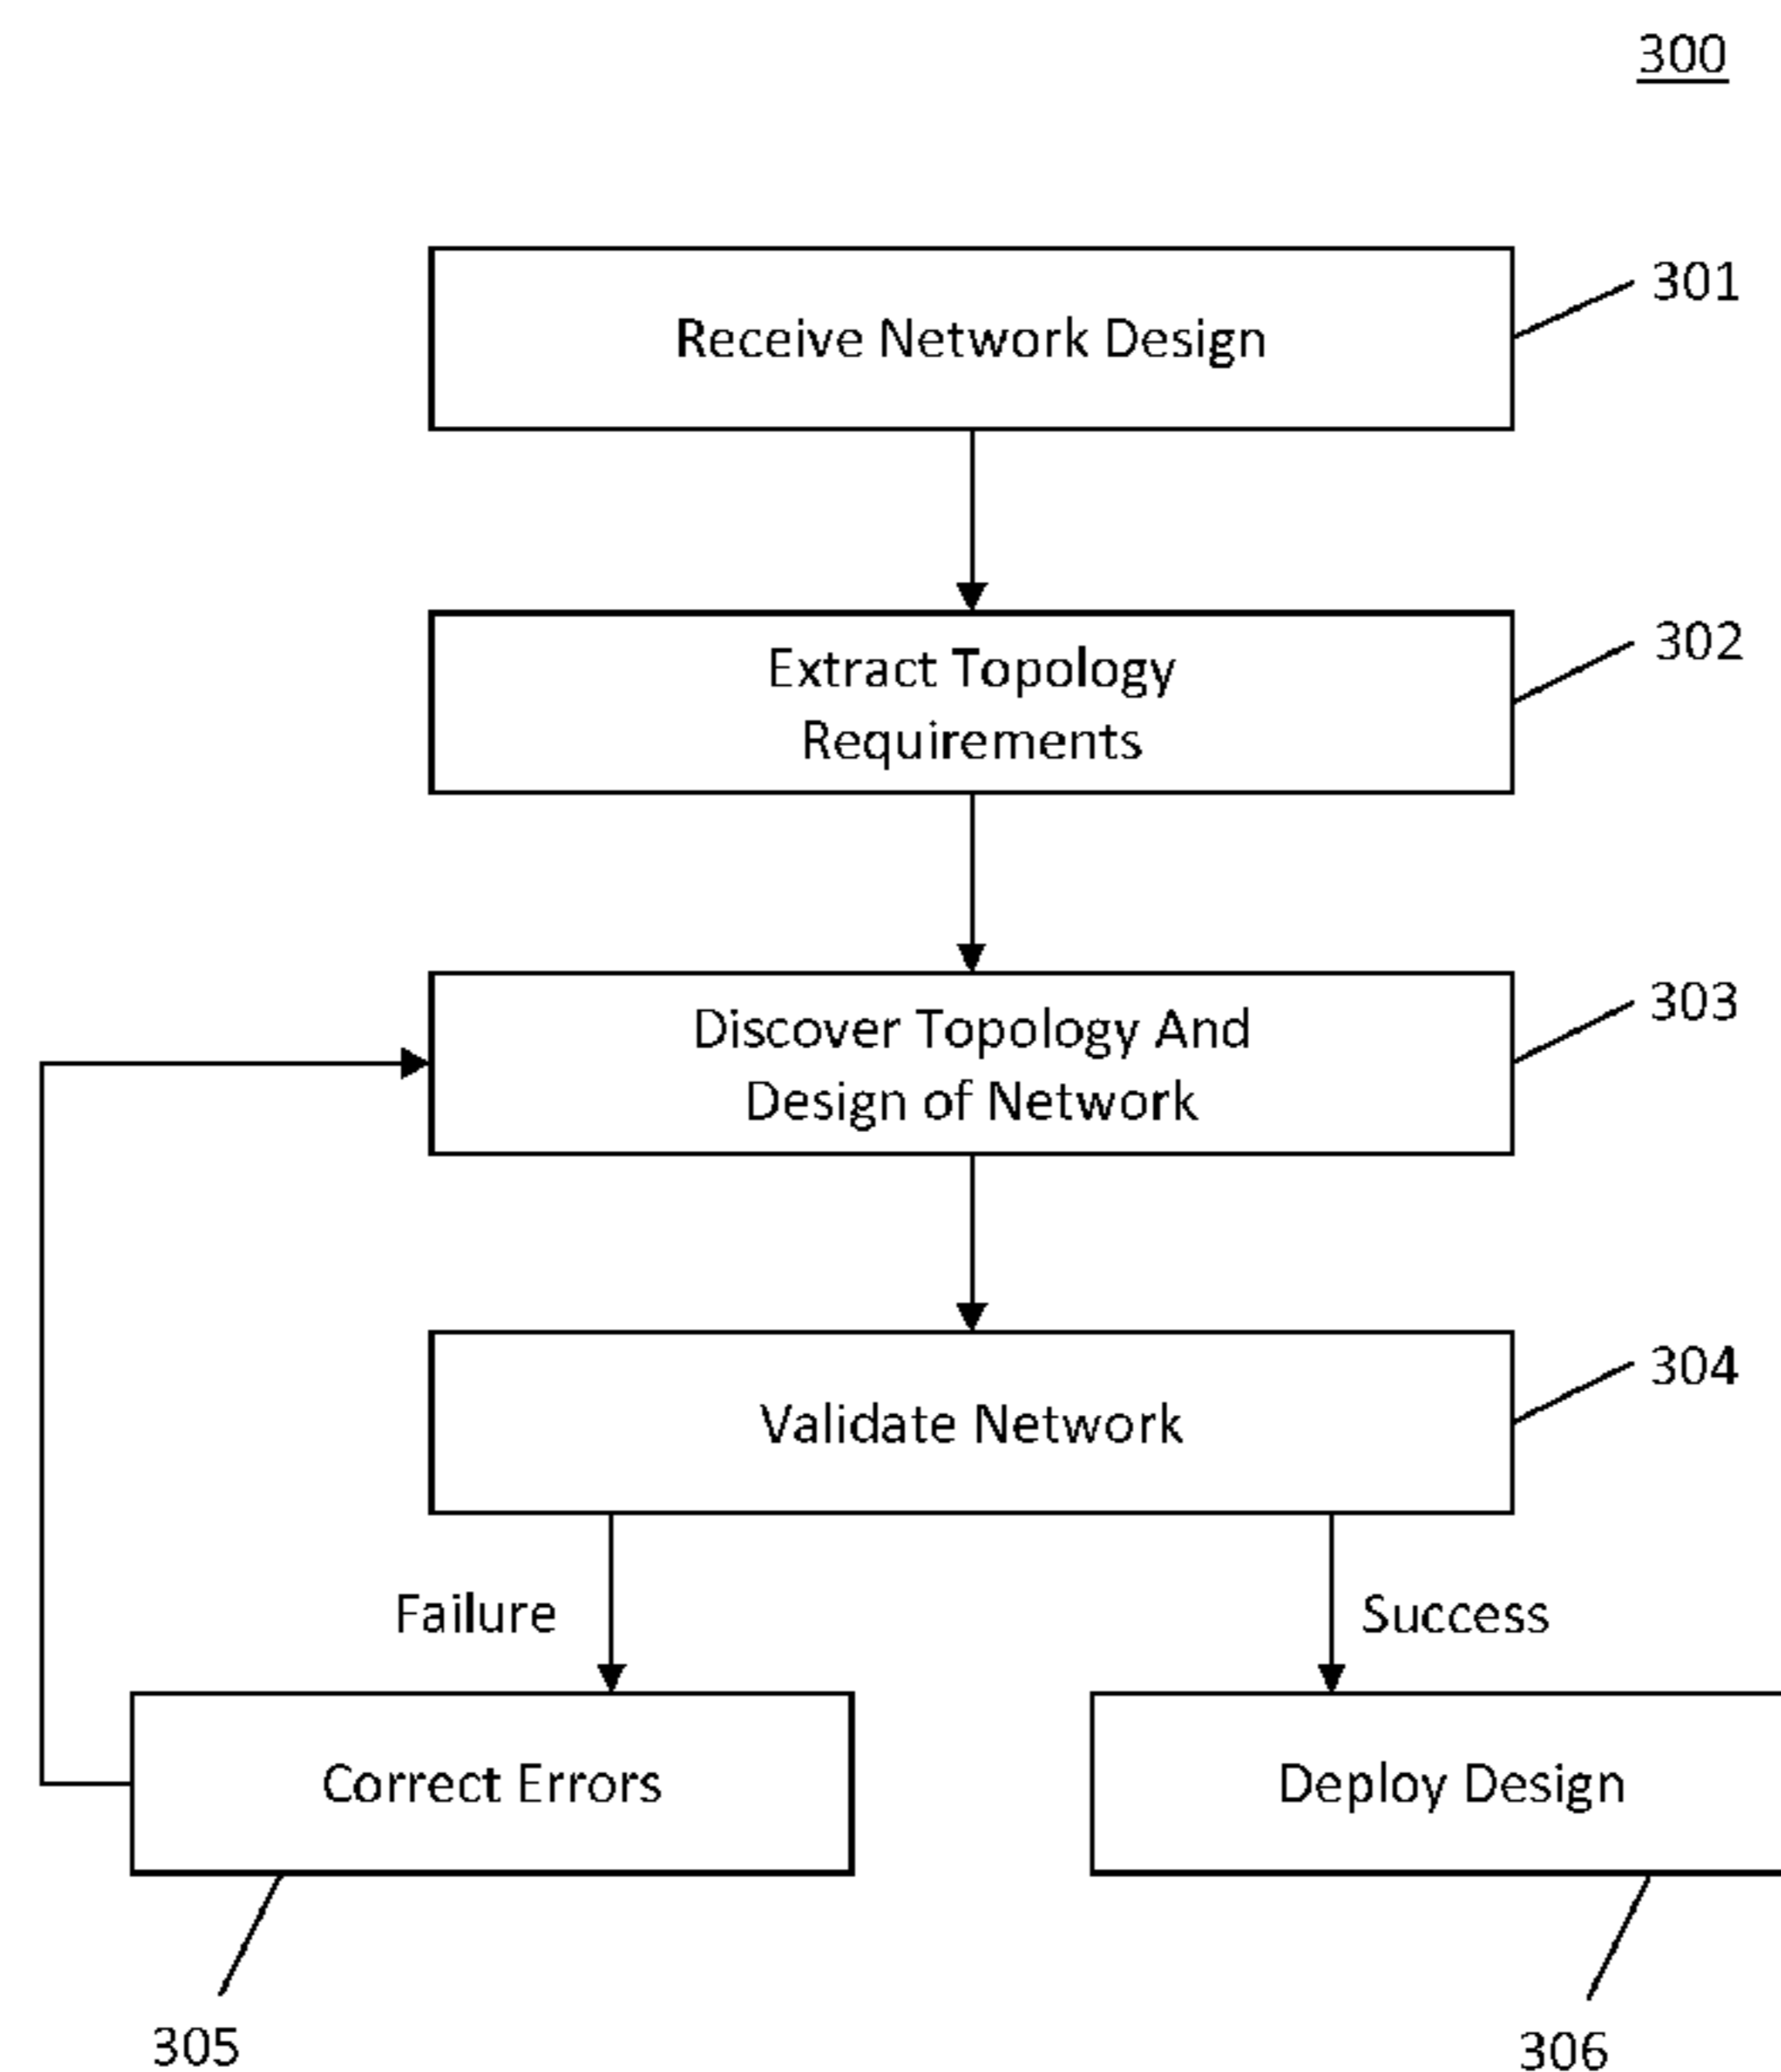 300
Receive Network Design
301
Extract Topology
Requirements
302
Discover Topology And
Design of Network
303
Validate Network
304
Failure
Success
Correct Errors
Deploy Design
305
306